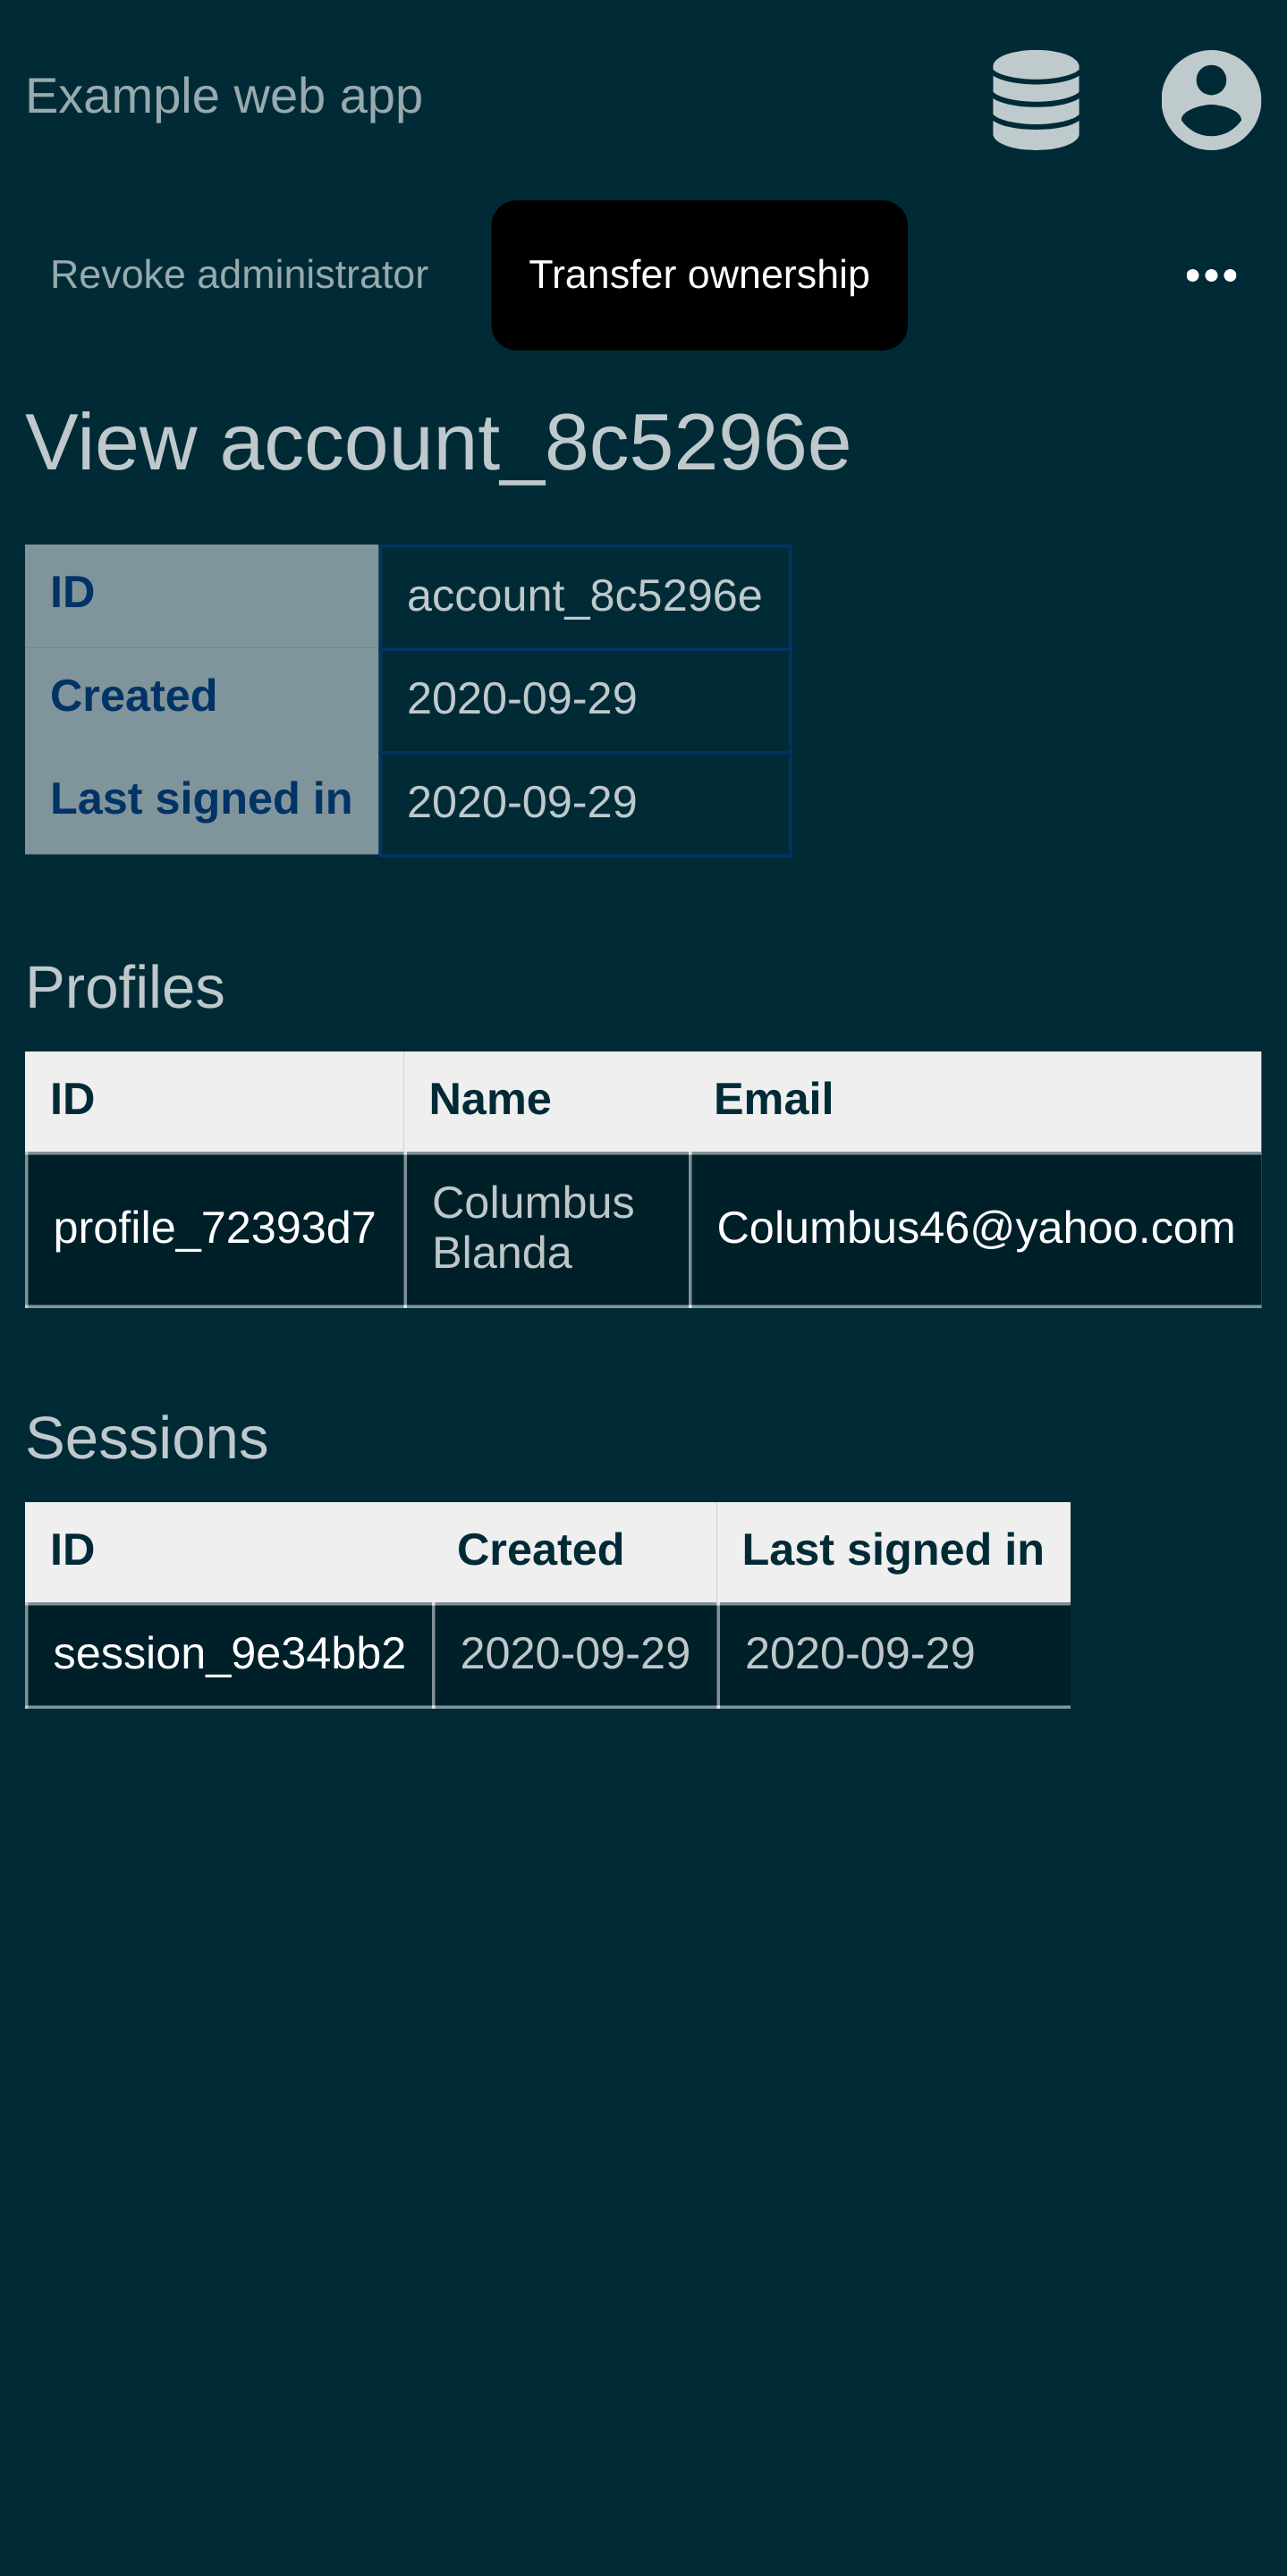 Example web app
Revoke administrator Transfer ownership
View account_8c5296e
ID account_8c5296e
Created 2020-09-29
Last signed in 2020-09-29
Profiles
ID Name Email
profile_72393d7 Columbus Blanda Columbus46@yahoo.com
Sessions
ID Created Last signed in
session_9e34bb2 2020-09-29 2020-09-29